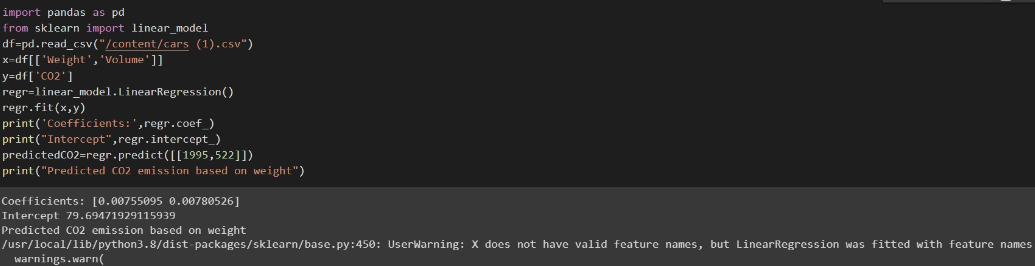 import pandas as pd
from sklearn import linear_model
df=pd.read_csv("/content/cars (1).csv")
x=df[['Weight','Volume']]
y=df['CO2']
regr=linear_model.LinearRegression()
regr.fit(x,y)
print('Coefficients:',regr.coef_)
print("Intercept",regr.intercept_)
predictedCO2=regr.predict([[1995,522]])
print("Predicted CO2 emission based on weight")
Coefficients: [0.00755095 0.00780526]
Intercept 79.69471929115939
Predicted CO2 emission based on weight
/usr/local/lib/python3.8/dist-packages/sklearn/base.py:450: UserWarning: X does not have valid feature names, but LinearRegression was fitted with feature names
warnings.warn(